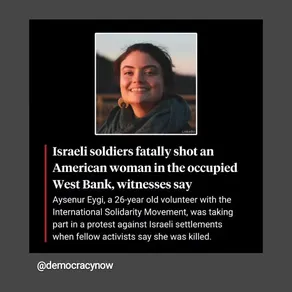 Israeli soldiers fatally shot an
American woman in the occupied
West Bank, witnesses say
Aysenur Eygi, a 26-year old volunteer with the
International Solidarity Movement, was taking
part in a protest against Israeli settlements
when fellow activists say she was killed.
@democracynow